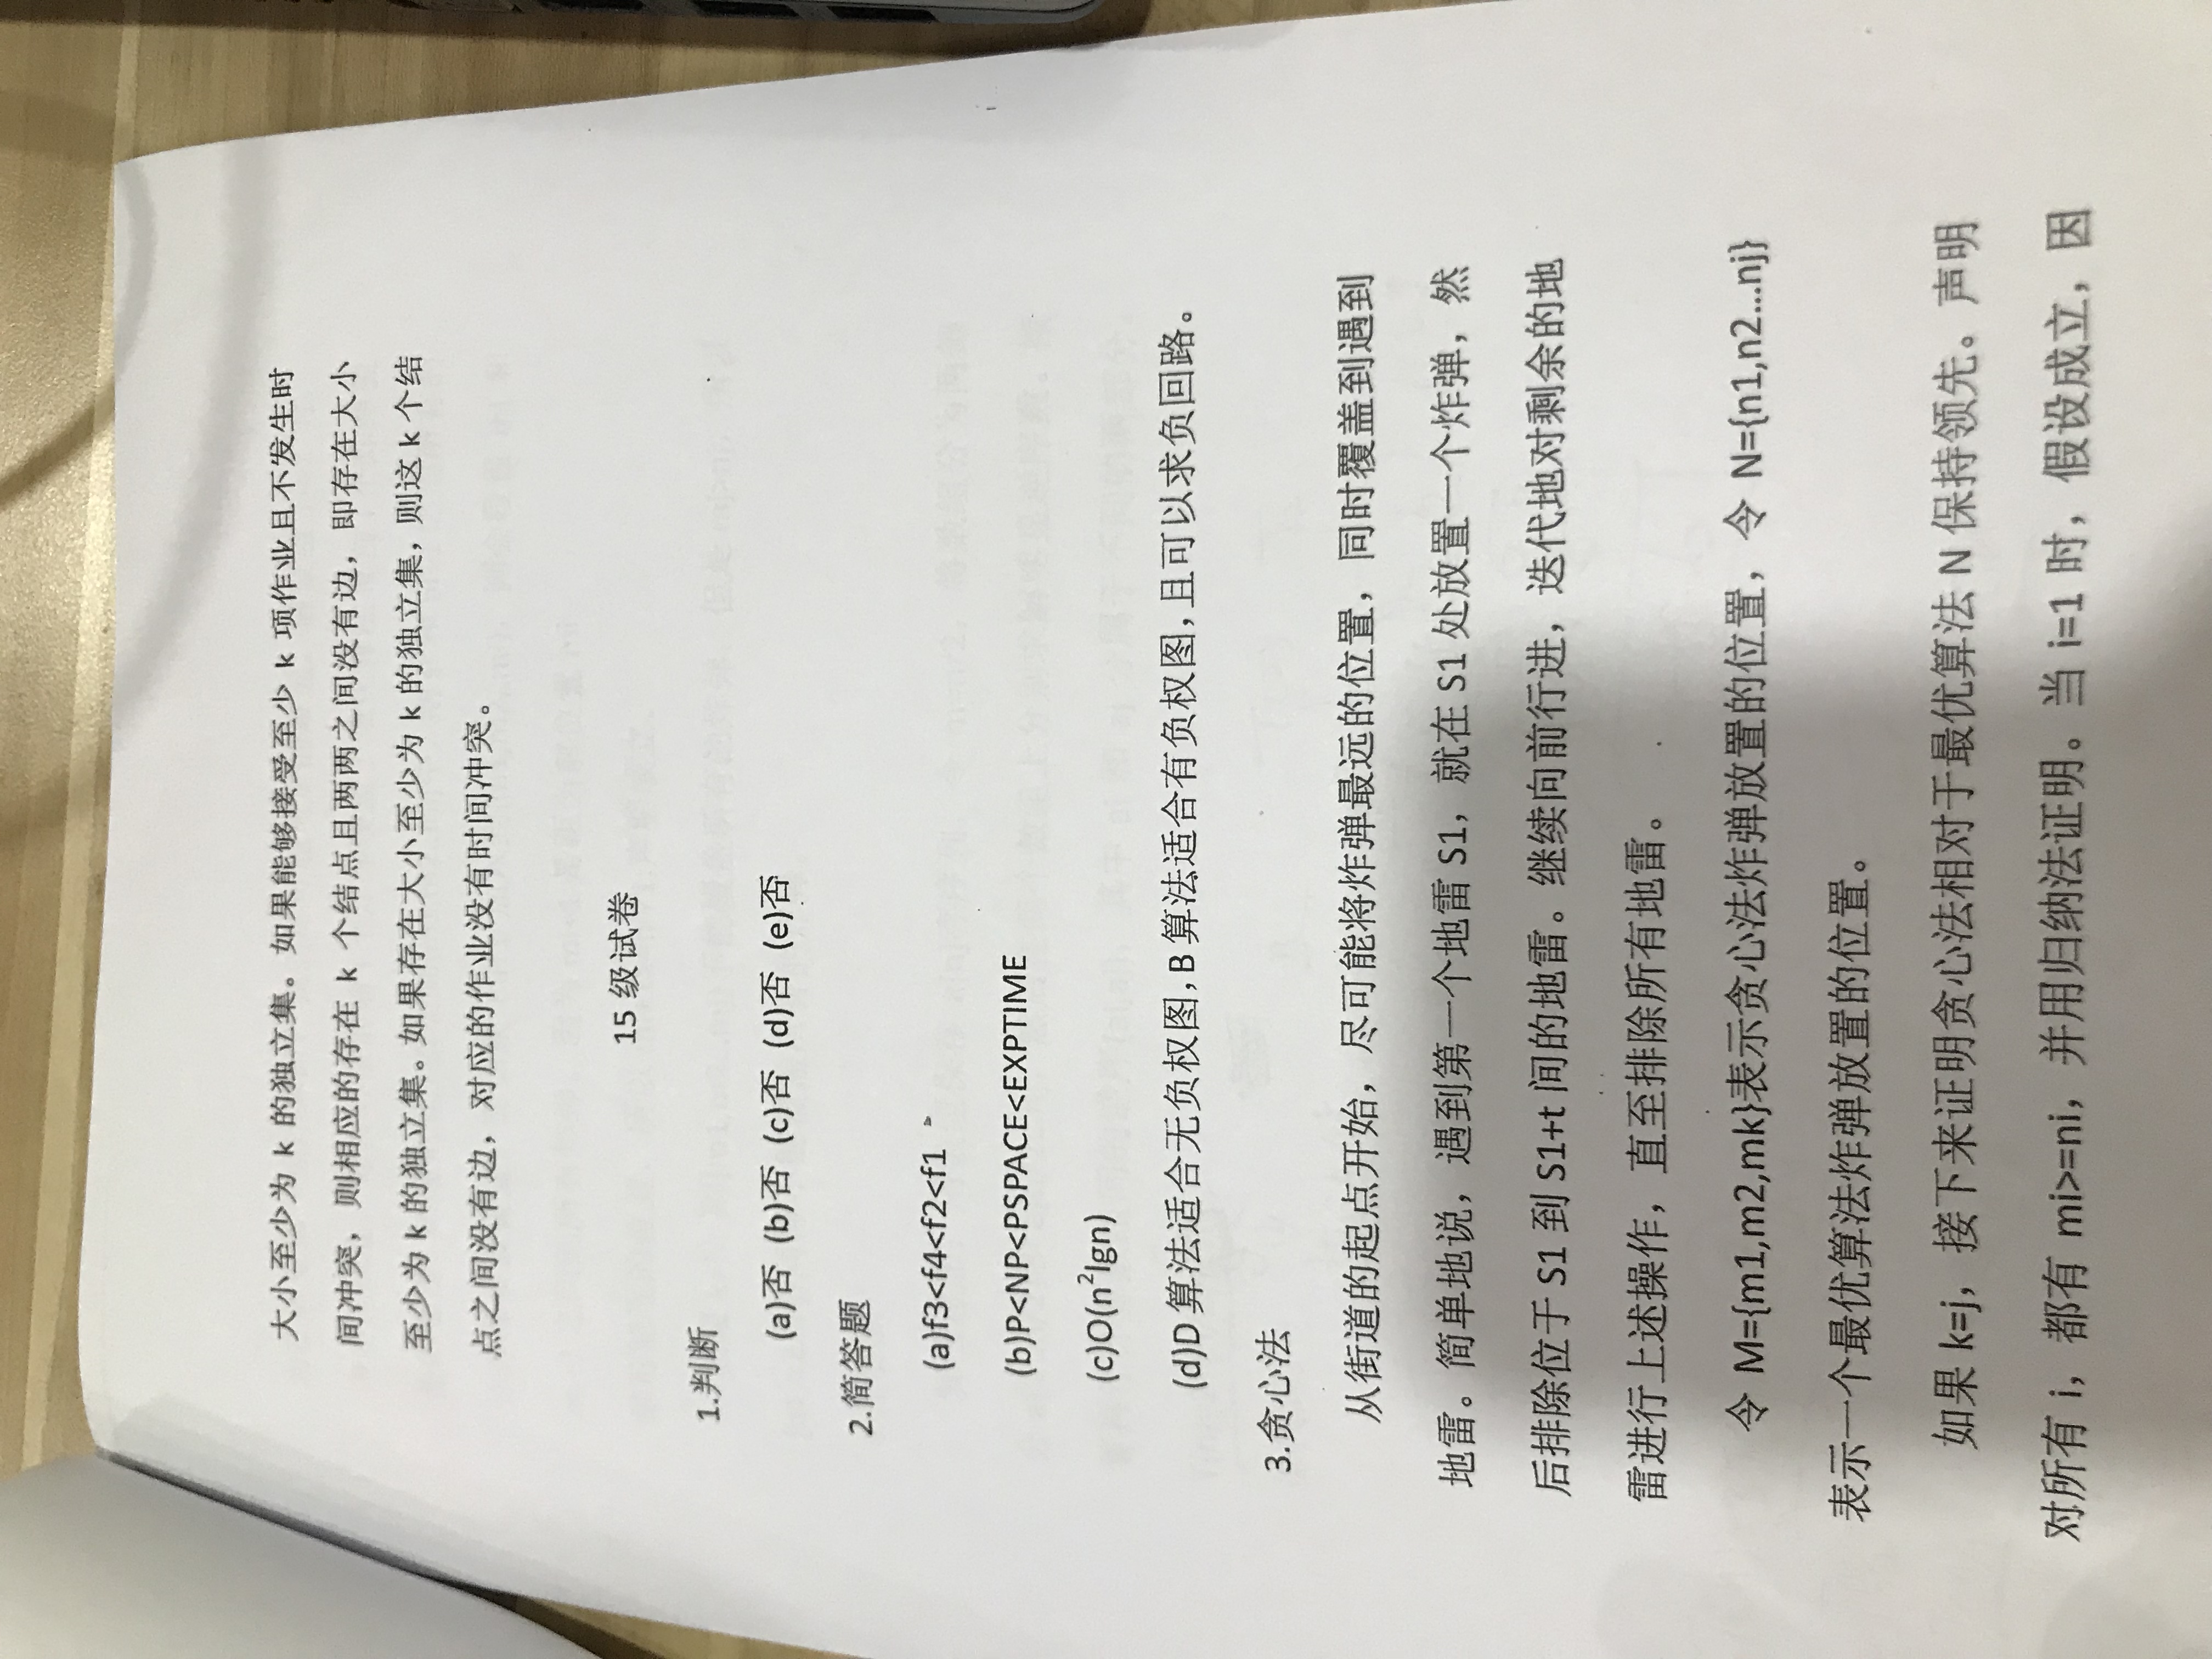 大小至少为 k 的独立集。如果能够接受至少 k 项作业且不发生时
间冲突，则相应的存在 k 个结点且两两之间没有边，即存在大小
至少为 k 的独立集。如果存在大小至少为 k 的独立集，则这 k 个结
点之间没有边，对应的作业没有时间冲突。
15 级试卷
1.判断
(a)否 (b)否 (c)否 (d)否 (e)否
2.简答题
(a)f3<f4<f2<f1
(b)P<NP<PSPACE<EXPTIME
(c)O(n²lgn)
(d)D 算法适合无负权图，B 算法适合有负权图，且可以求负回路。
3.贪心法
从街道的起点开始，尽可能将炸弹最远的位置，同时覆盖到遇到
地雷。简单地说，遇到第一个地雷 S1，就在 S1 处放置一个炸弹，然
后排除位于 S1 到 S1+t 间的地雷。继续向前行进，迭代地对剩余的地
雷进行上述操作，直至排除所有地雷。
令 M={m1,m2,mk}表示贪心法炸弹放置的位置，令 N={n1,n2...nj}
表示一个最优算法炸弹放置的位置。
如果 k=j，接下来证明贪心法相对于最优算法 N 保持领先。声明
对所有 i，都有 mi>=ni，并用归纳法证明。当 i=1 时，假设成立，因